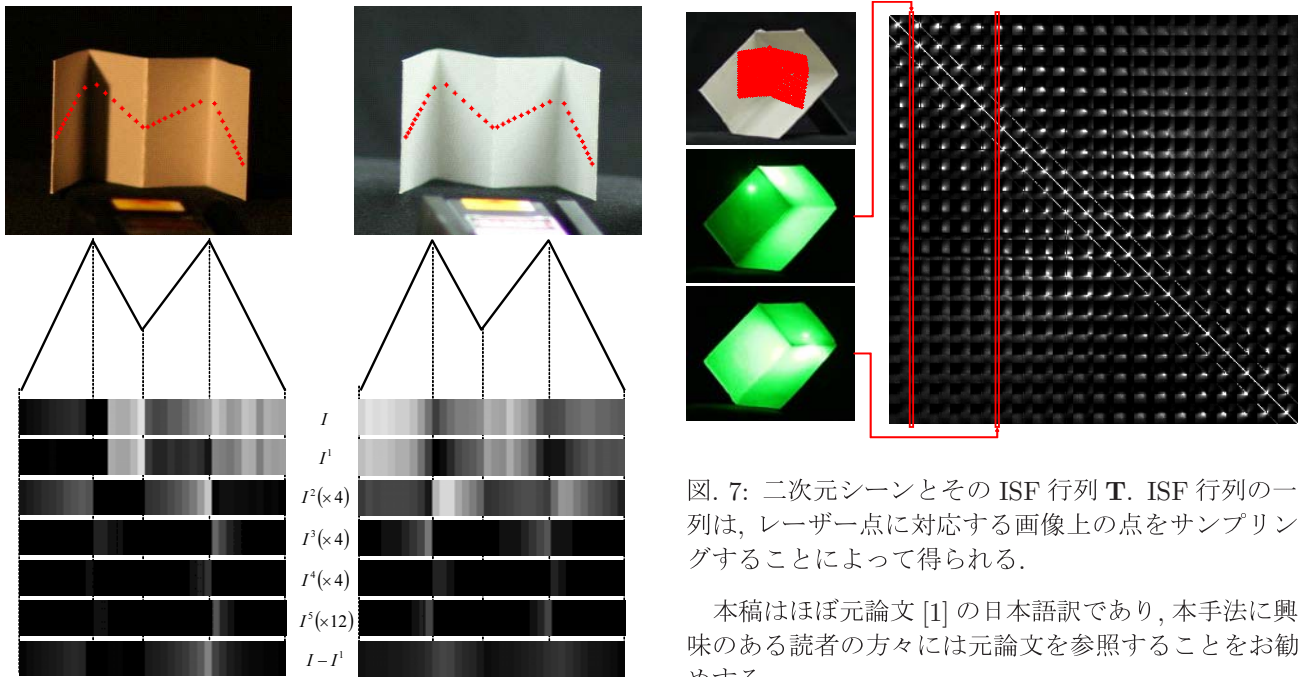 I
I¹
I²(×4)
I³(×4)
I⁴(×4)
I⁵(×12)
I − I¹
図. 7: 二次元シーンとその ISF 行列 T. ISF 行列の一
列は, レーザー点に対応する画像上の点をサンプリン
グすることによって得られる.
本稿はほぼ元論文 [1] の日本語訳であり, 本手法に興
味のある読者の方々には元論文を参照することをお勧
めする